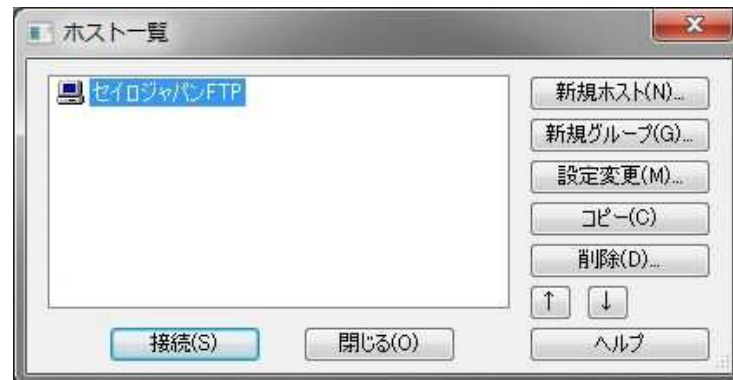 ホスト一覧
セイロジャパンFTP
新規ホスト(N)...
新規グループ(G)...
設定変更(M)...
コピー(C)
削除(D)...
↑ ↓
接続(S) 閉じる(O) ヘルプ